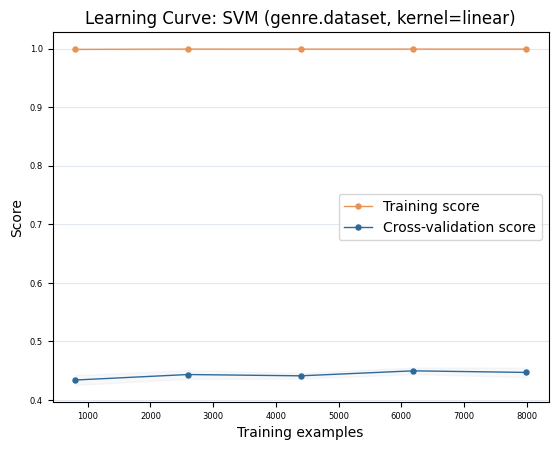 Learning Curve: SVM (genre.dataset, kernel=linear)
1.0
0.9
0.8
0.7
0.6
0.5
0.4
Score
Training score
Cross-validation score
1000 2000 3000 4000 5000 6000 7000 8000
Training examples